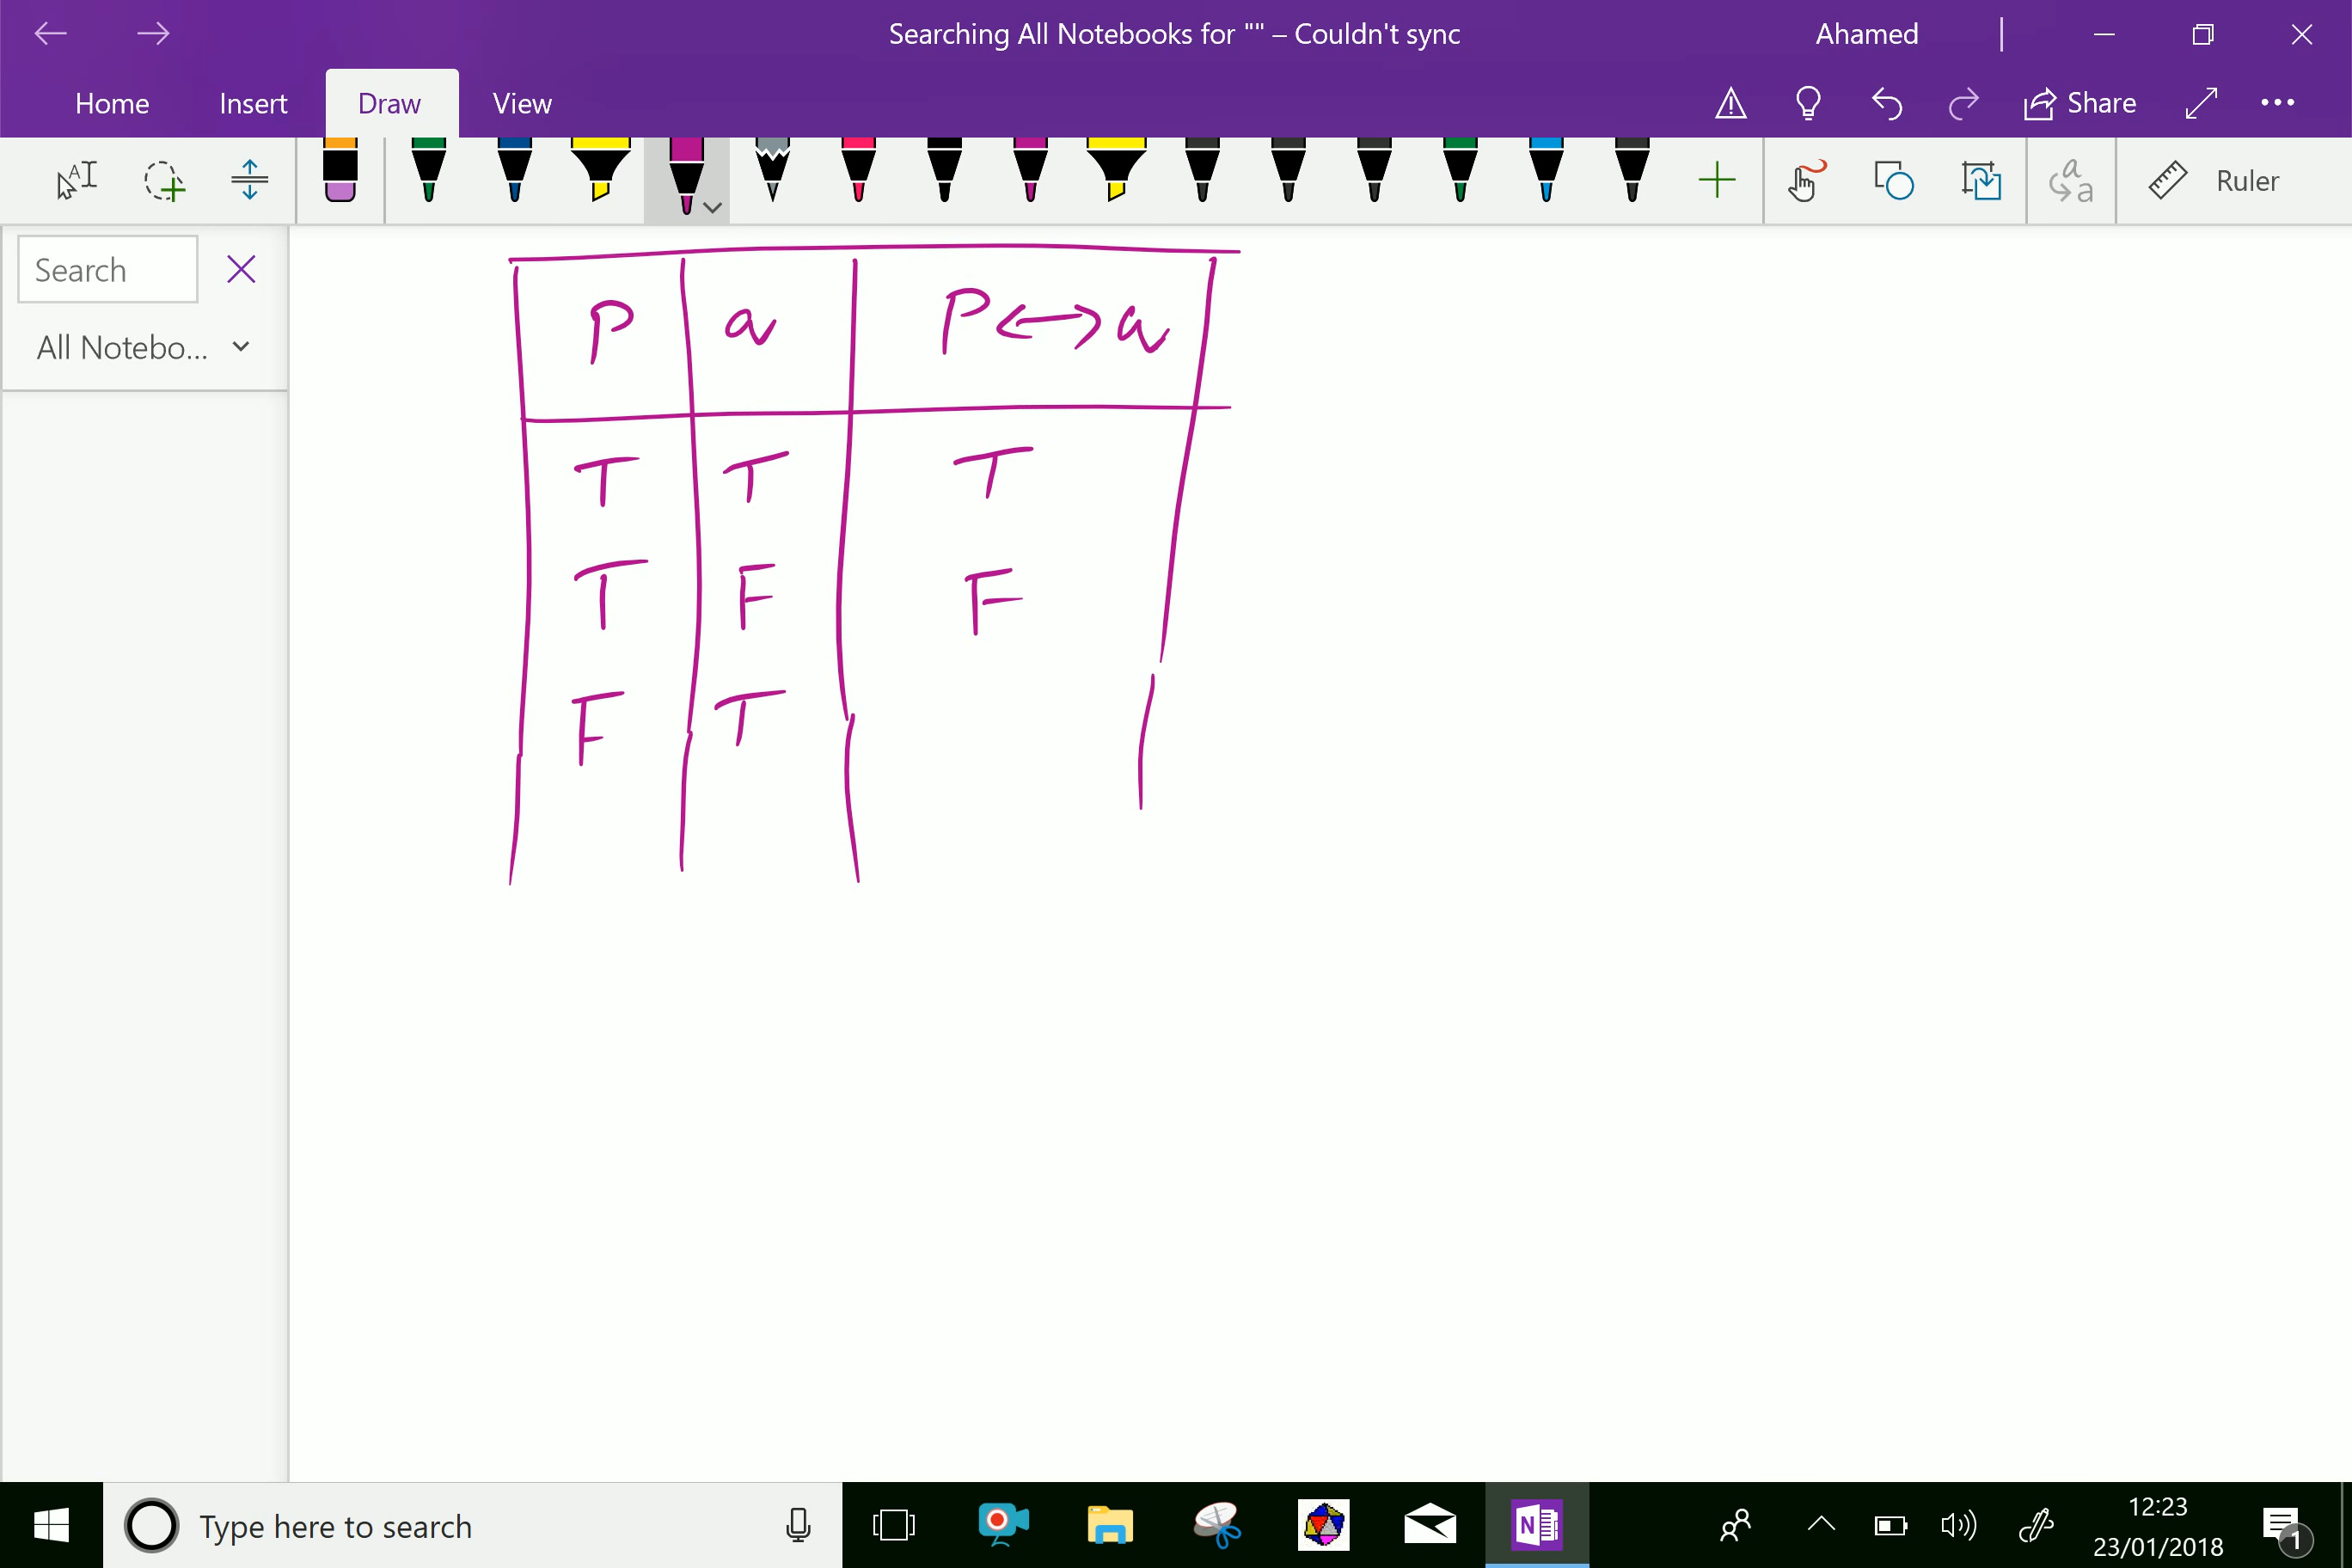 Searching All Notebooks for "" – Couldn't sync
Ahamed
Home Insert Draw View
Share
Ruler
Search
All Notebo...
P a P↔a
T T T
T F F
F T
Type here to search
N
12:23
23/01/2018
1